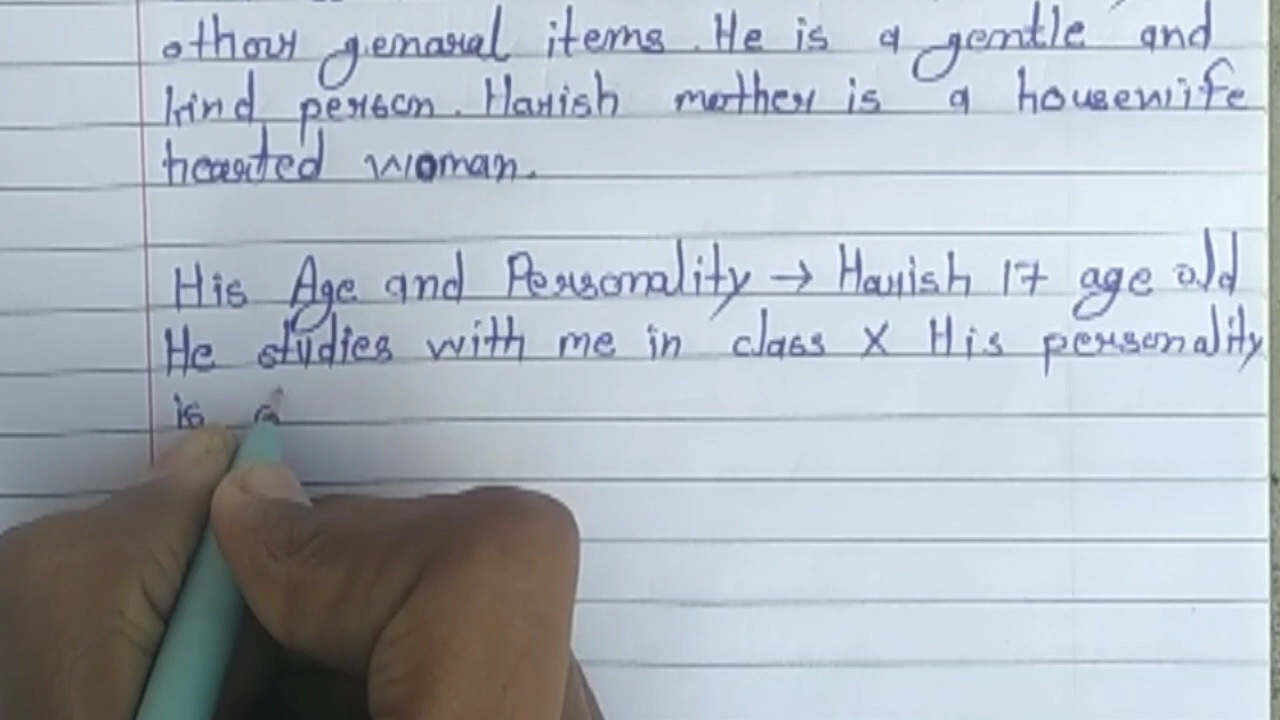 othour genaral items. He is a gentle and
kind person. Harish mother is a housewife
hearted woman.
His Age and Personality → Harish 17 age old
He studies with me in class X His personality
is a